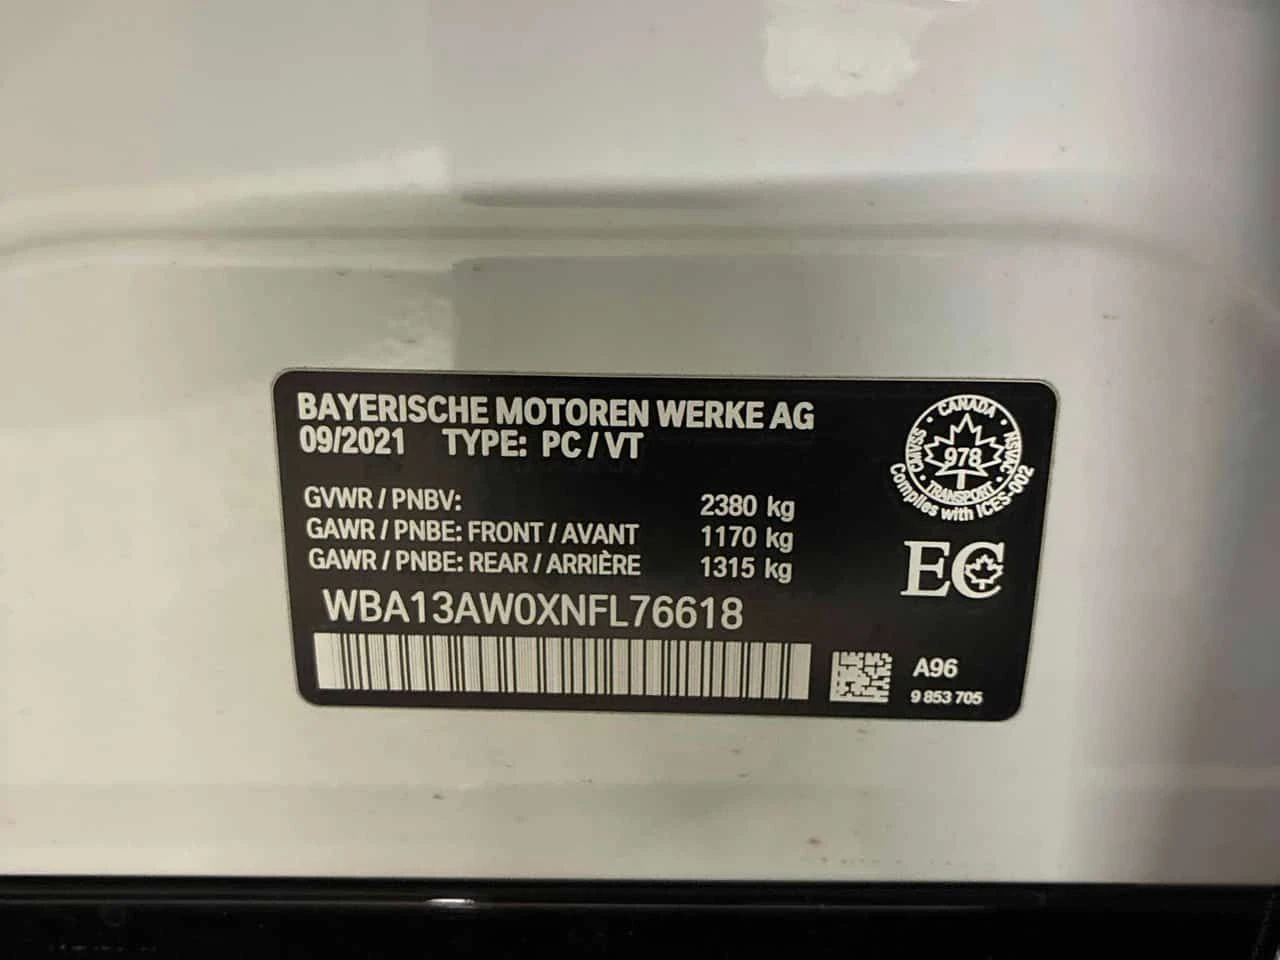 BAYERISCHE MOTOREN WERKE AG
09/2021 TYPE: PC/VT
GVWR / PNBV: 2380 kg
GAWR / PNBE: FRONT / AVANT 1170 kg
GAWR / PNBE: REAR / ARRIÈRE 1315 kg
WBA13AW0XNFL76618
CANADA
CMVSS
NSVAC
978
TRANSPORT
Complies with ICES-002
EC
A96
9 853 705